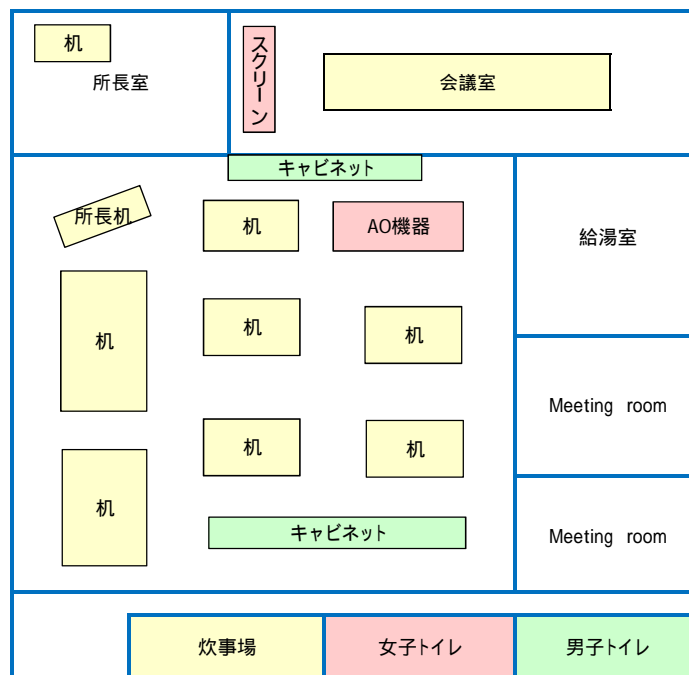 机
所長室
スクリーン
会議室
キャビネット
所長机
机
AO機器
給湯室
机
机
机
Meeting room
机
机
机
キャビネット
Meeting room
炊事場
女子トイレ
男子トイレ